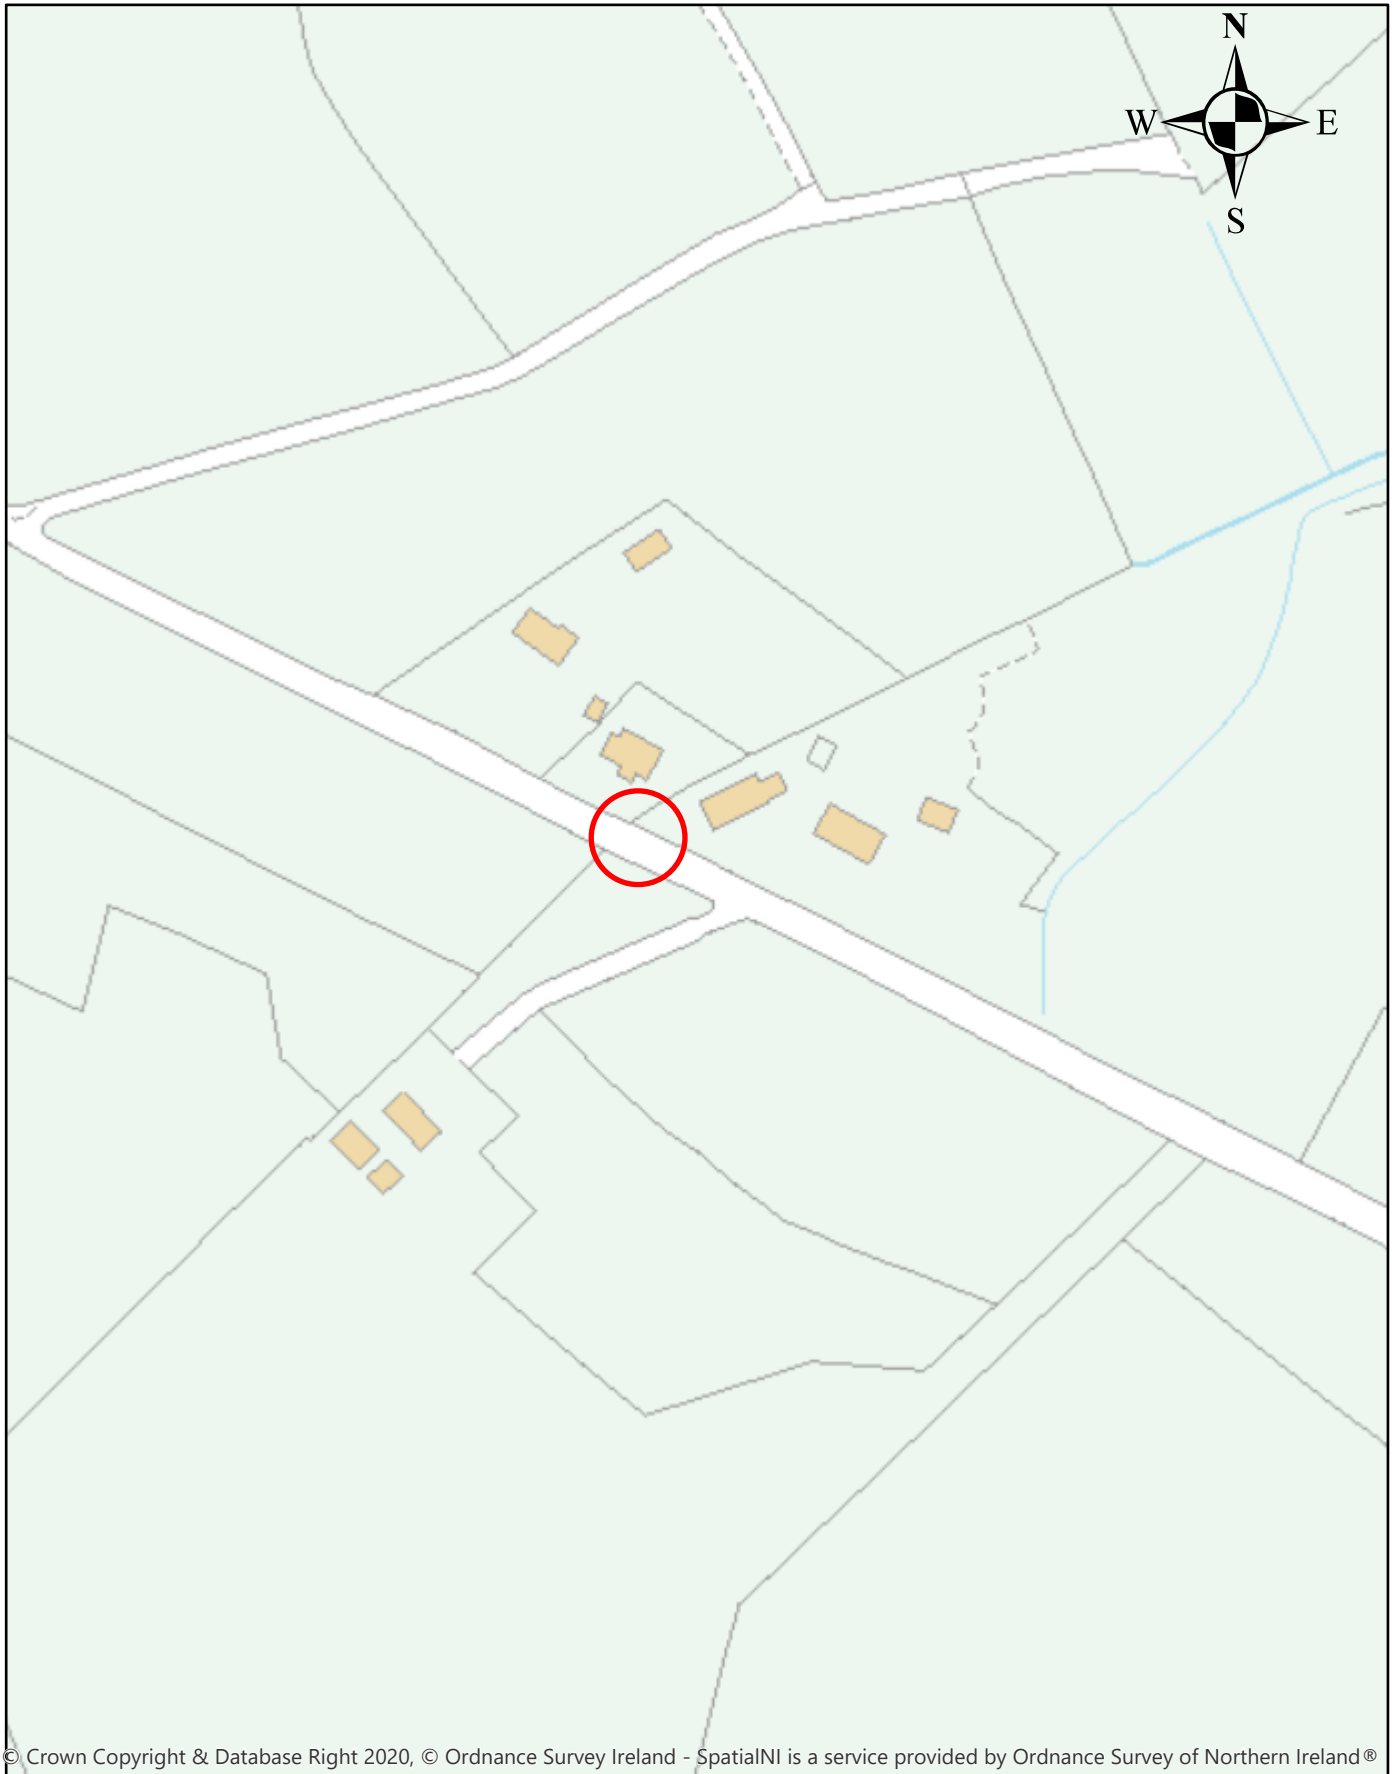 N
W E
S
© Crown Copyright & Database Right 2020, © Ordnance Survey Ireland - SpatialNI is a service provided by Ordnance Survey of Northern Ireland®